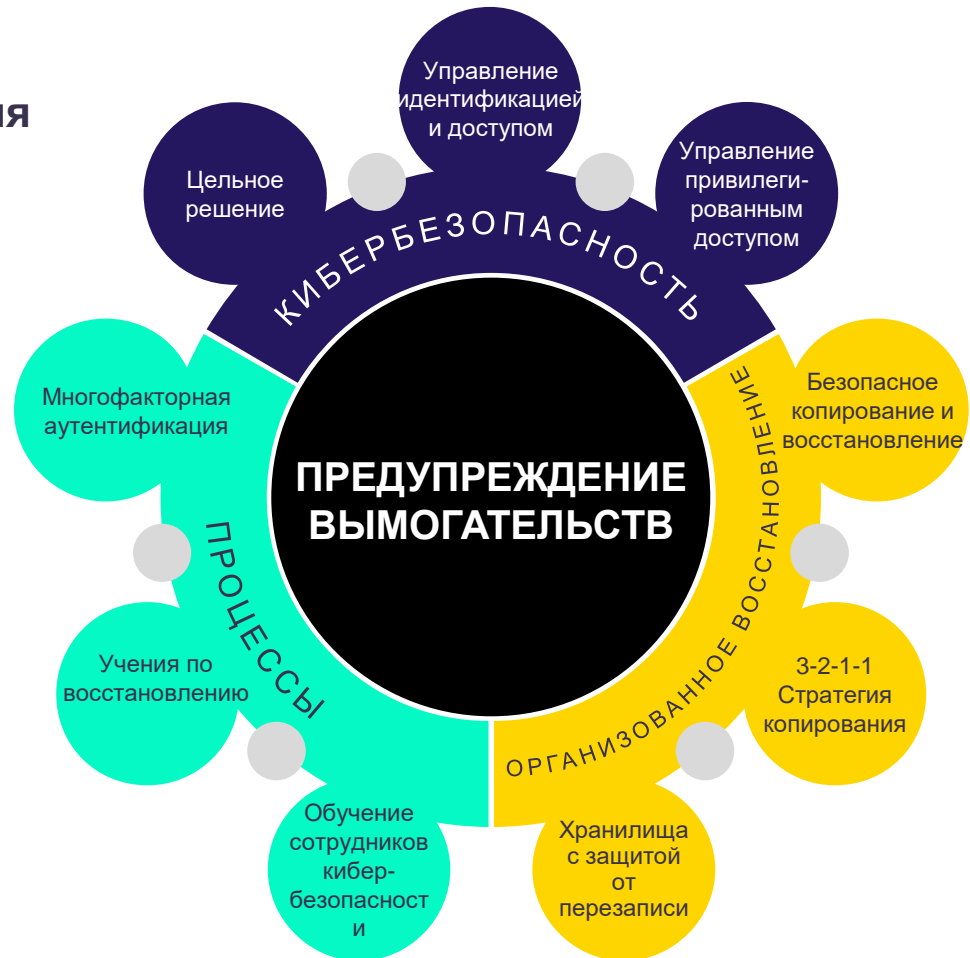 ия
Управление
идентификацией
и доступом
Цельное
решение
Управление
привилеги-
рованным
доступом
КИБЕРБЕЗОПАСНОСТЬ
Многофакторная
аутентификация
Безопасное
копирование и
восстановление
ПРЕДУПРЕЖДЕНИЕ
ВЫМОГАТЕЛЬСТВ
ПРОЦЕССЫ
ОРГАНИЗОВАННОЕ ВОССТАНОВЛЕНИЕ
Учения по
восстановлению
3-2-1-1
Стратегия
копирования
Обучение
сотрудников
кибер-
безопасност
и
Хранилища
с защитой
от
перезаписи